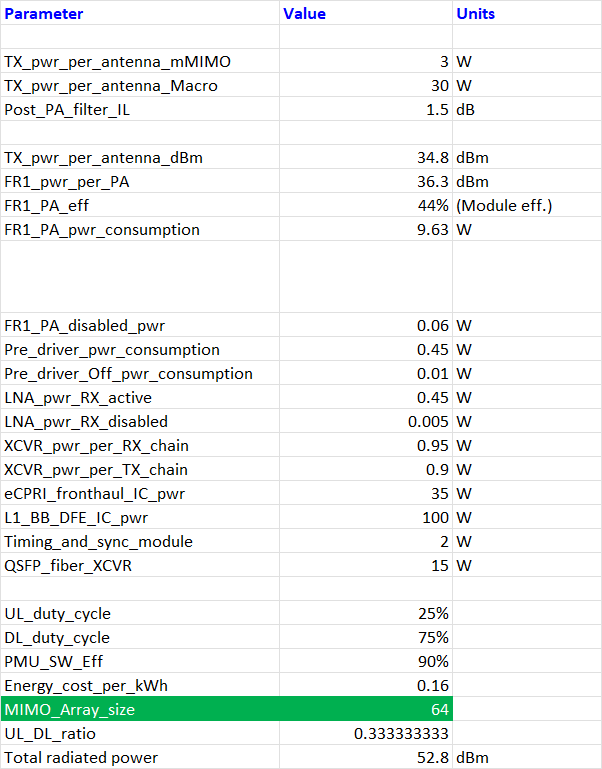 Parameter Value Units
TX_pwr_per_antenna_mMIMO 3 W
TX_pwr_per_antenna_Macro 30 W
Post_PA_filter_IL 1.5 dB
TX_pwr_per_antenna_dBm 34.8 dBm
FR1_pwr_per_PA 36.3 dBm
FR1_PA_eff 44% (Module eff.)
FR1_PA_pwr_consumption 9.63 W
FR1_PA_disabled_pwr 0.06 W
Pre_driver_pwr_consumption 0.45 W
Pre_driver_Off_pwr_consumption 0.01 W
LNA_pwr_RX_active 0.45 W
LNA_pwr_RX_disabled 0.005 W
XCVR_pwr_per_RX_chain 0.95 W
XCVR_pwr_per_TX_chain 0.9 W
eCPRI_fronthaul_IC_pwr 35 W
L1_BB_DFE_IC_pwr 100 W
Timing_and_sync_module 2 W
QSFP_fiber_XCVR 15 W
UL_duty_cycle 25%
DL_duty_cycle 75%
PMU_SW_Eff 90%
Energy_cost_per_kWh 0.16
MIMO_Array_size 64
UL_DL_ratio 0.333333333
Total radiated power 52.8 dBm